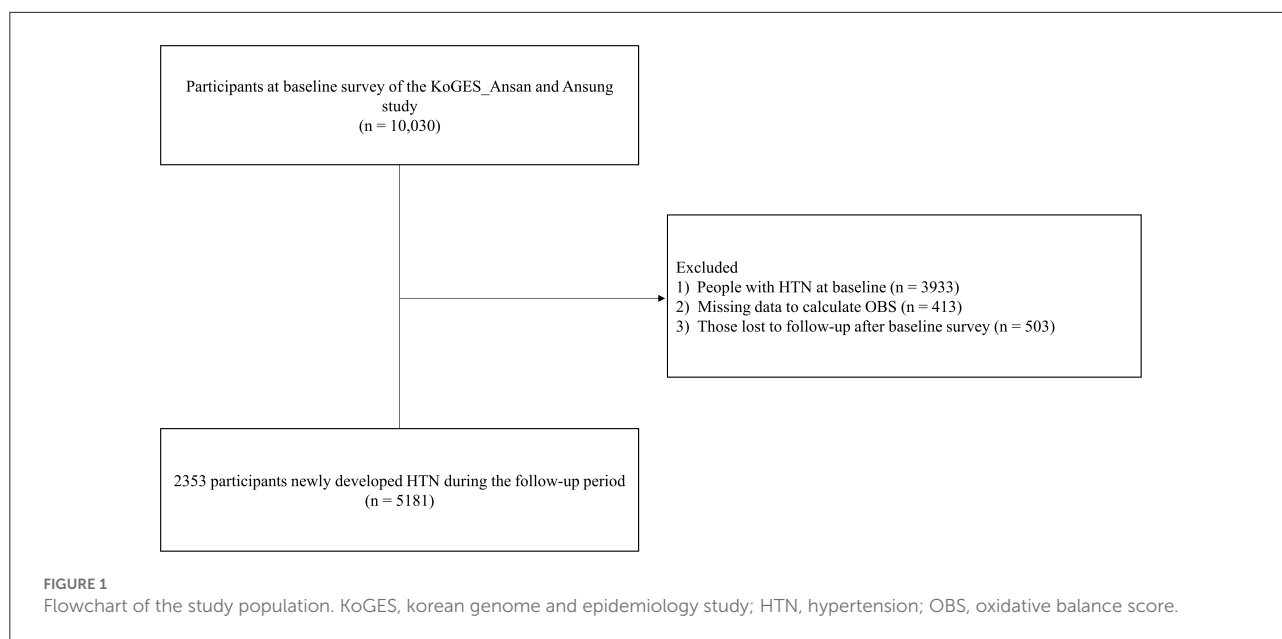 Participants at baseline survey of the KoGES_Ansan and Ansung
study
(n = 10,030)
Excluded
1) People with HTN at baseline (n = 3933)
2) Missing data to calculate OBS (n = 413)
3) Those lost to follow-up after baseline survey (n = 503)
2353 participants newly developed HTN during the follow-up period
(n = 5181)
FIGURE 1
Flowchart of the study population. KoGES, korean genome and epidemiology study; HTN, hypertension; OBS, oxidative balance score.